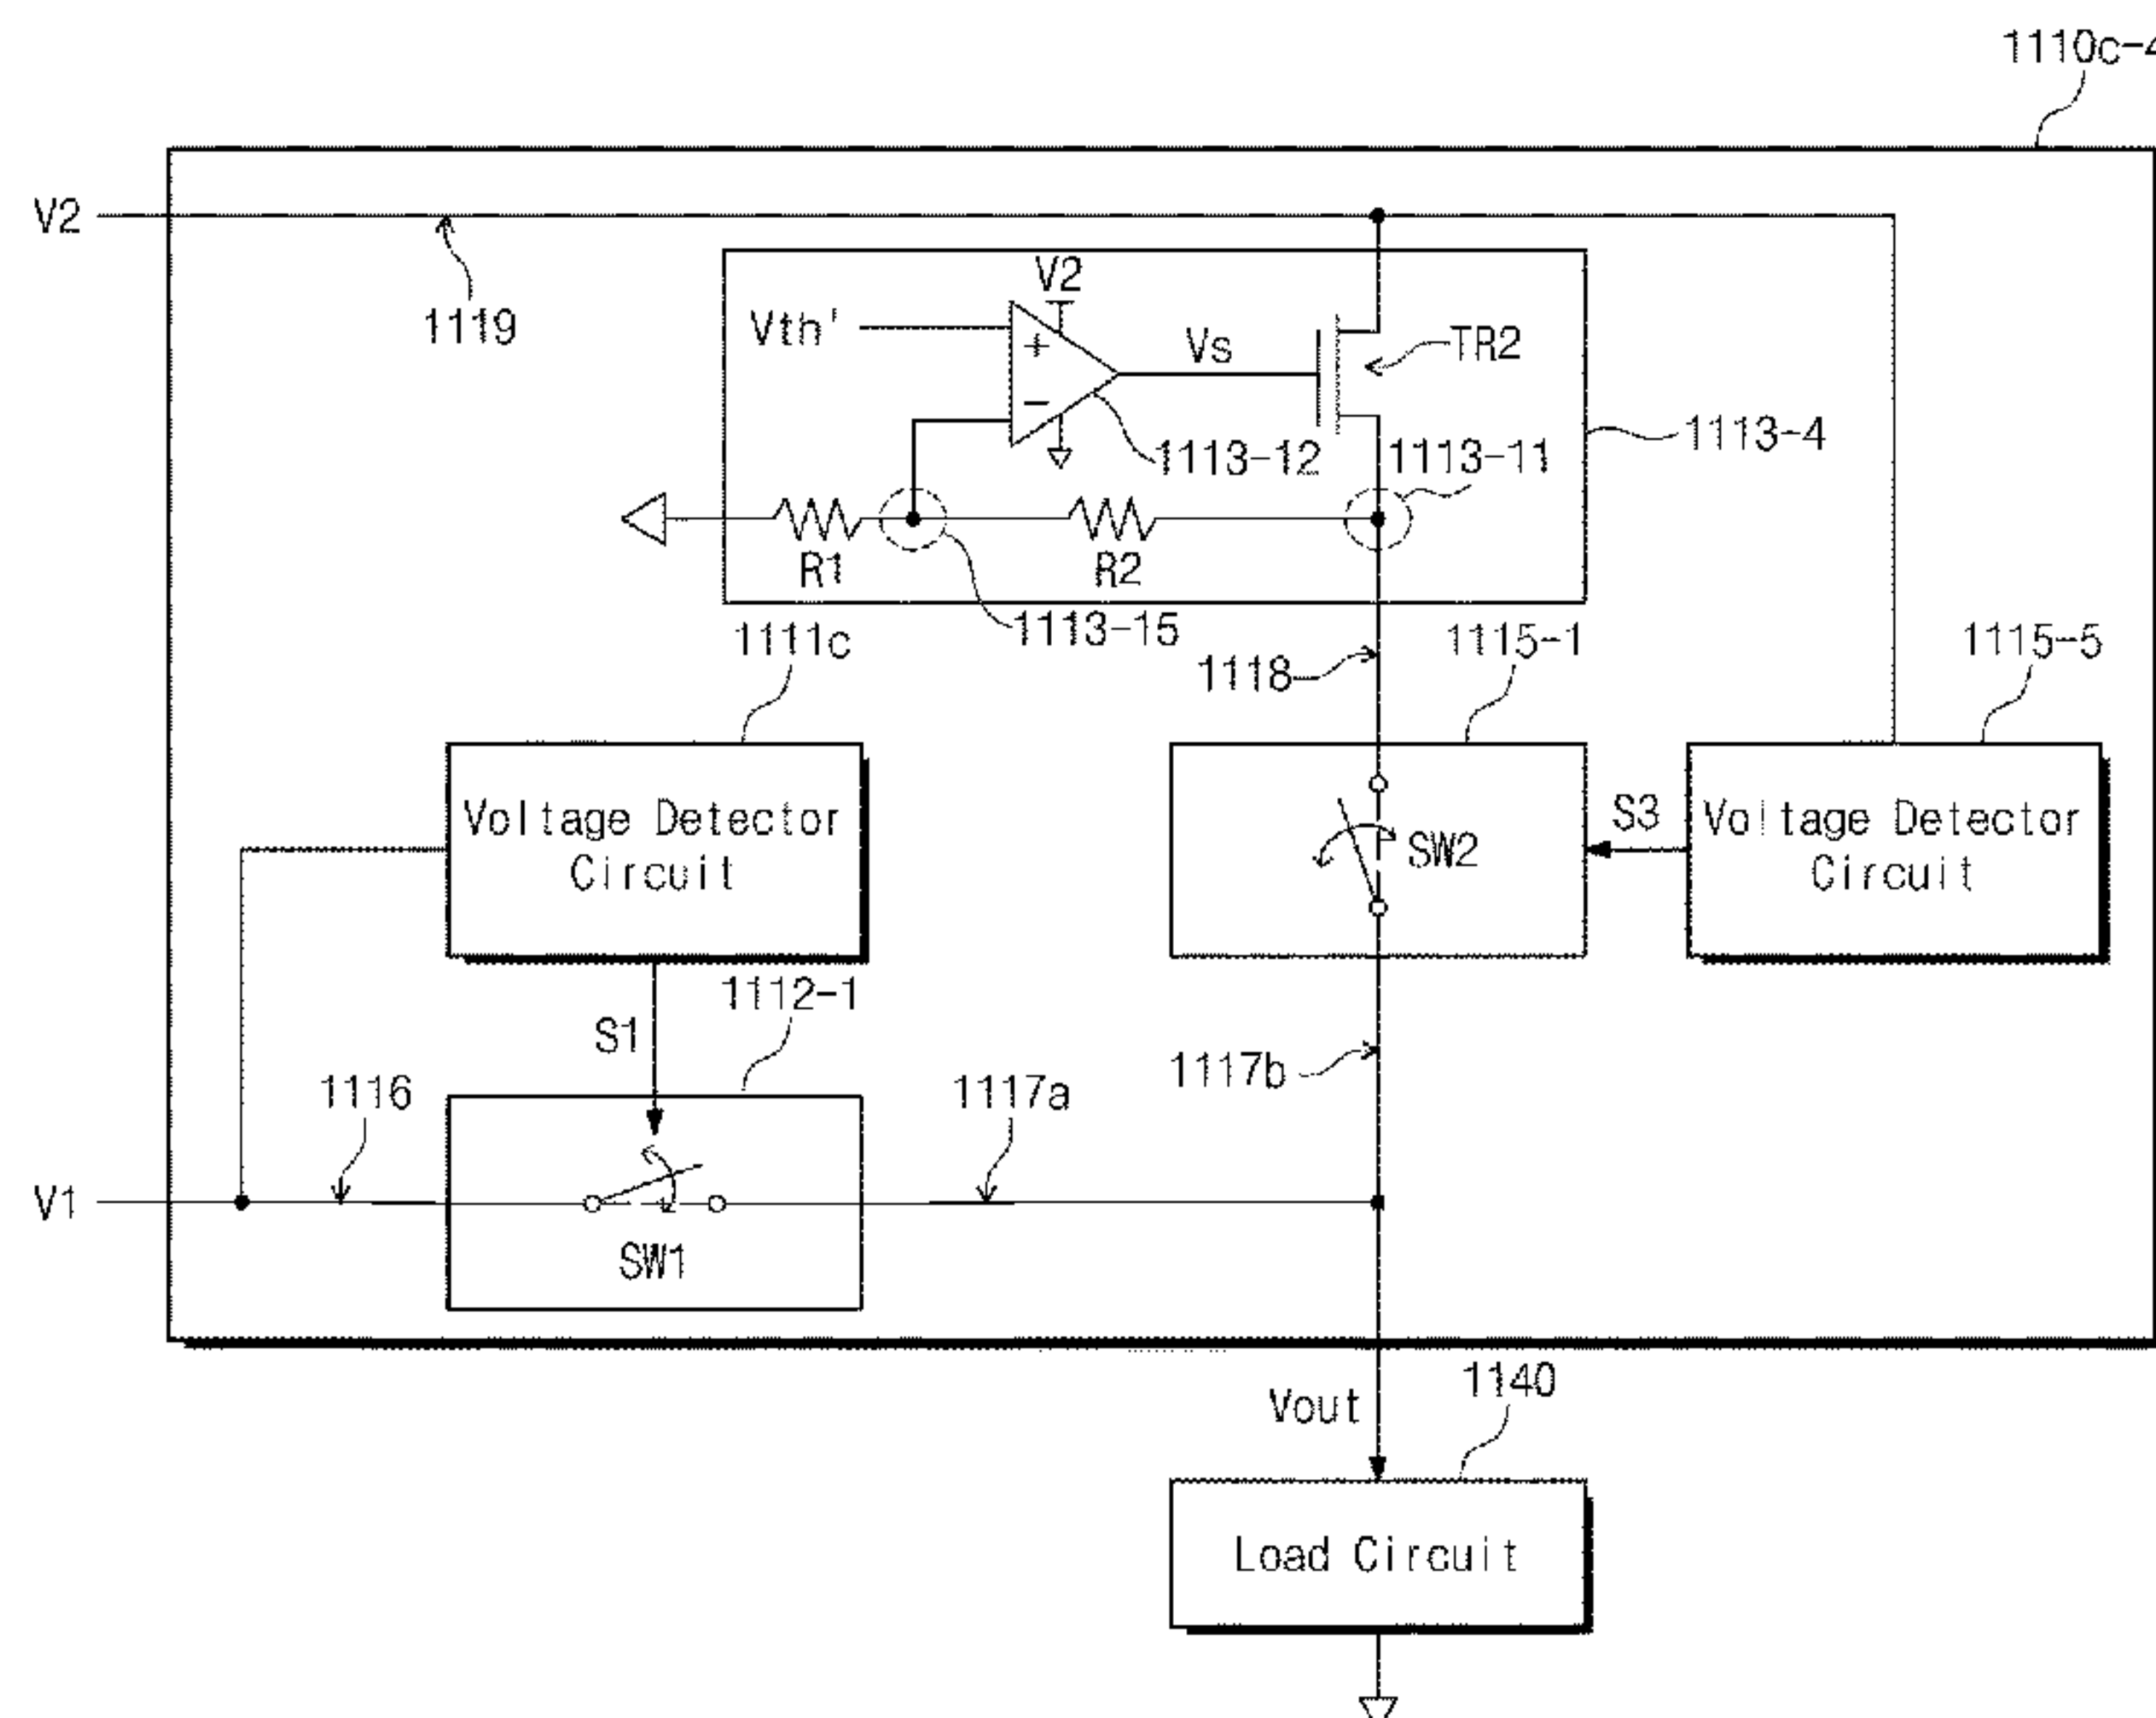 1110c-4
V2
1119
V2
Vth'
+
Vs
TR2
−
1113-12
1113-11
1113-4
R1
R2
1113-15
1111c
1118
1115-1
1115-5
Voltage Detector
Circuit
SW2
S3
Voltage Detector
Circuit
1112-1
S1
1117b
1116
1117a
V1
SW1
Vout
1140
Load Circuit